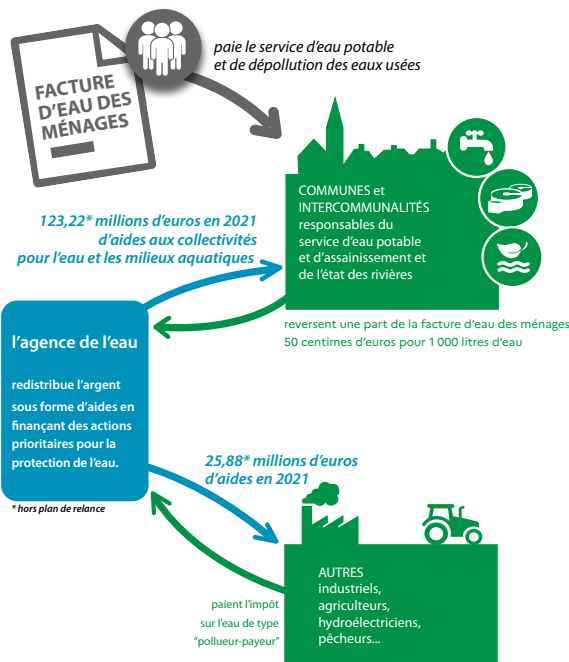 FACTURE
D'EAU DES
MÉNAGES
paie le service d'eau potable
et de dépollution des eaux usées
COMMUNES et
INTERCOMMUNALITÉS
responsables du
service d'eau potable
et d'assainissement et
de l'état des rivières
123,22* millions d'euros en 2021
d'aides aux collectivités
pour l'eau et les milieux aquatiques
reversent une part de la facture d'eau des ménages
50 centimes d'euros pour 1 000 litres d'eau
l'agence de l'eau
redistribue l'argent
sous forme d'aides en
finançant des actions
prioritaires pour la
protection de l'eau.
* hors plan de relance
25,88* millions d'euros
d'aides en 2021
AUTRES
industriels,
agriculteurs,
hydroélectriciens,
pêcheurs...
paient l'impôt
sur l'eau de type
"pollueur-payeur"